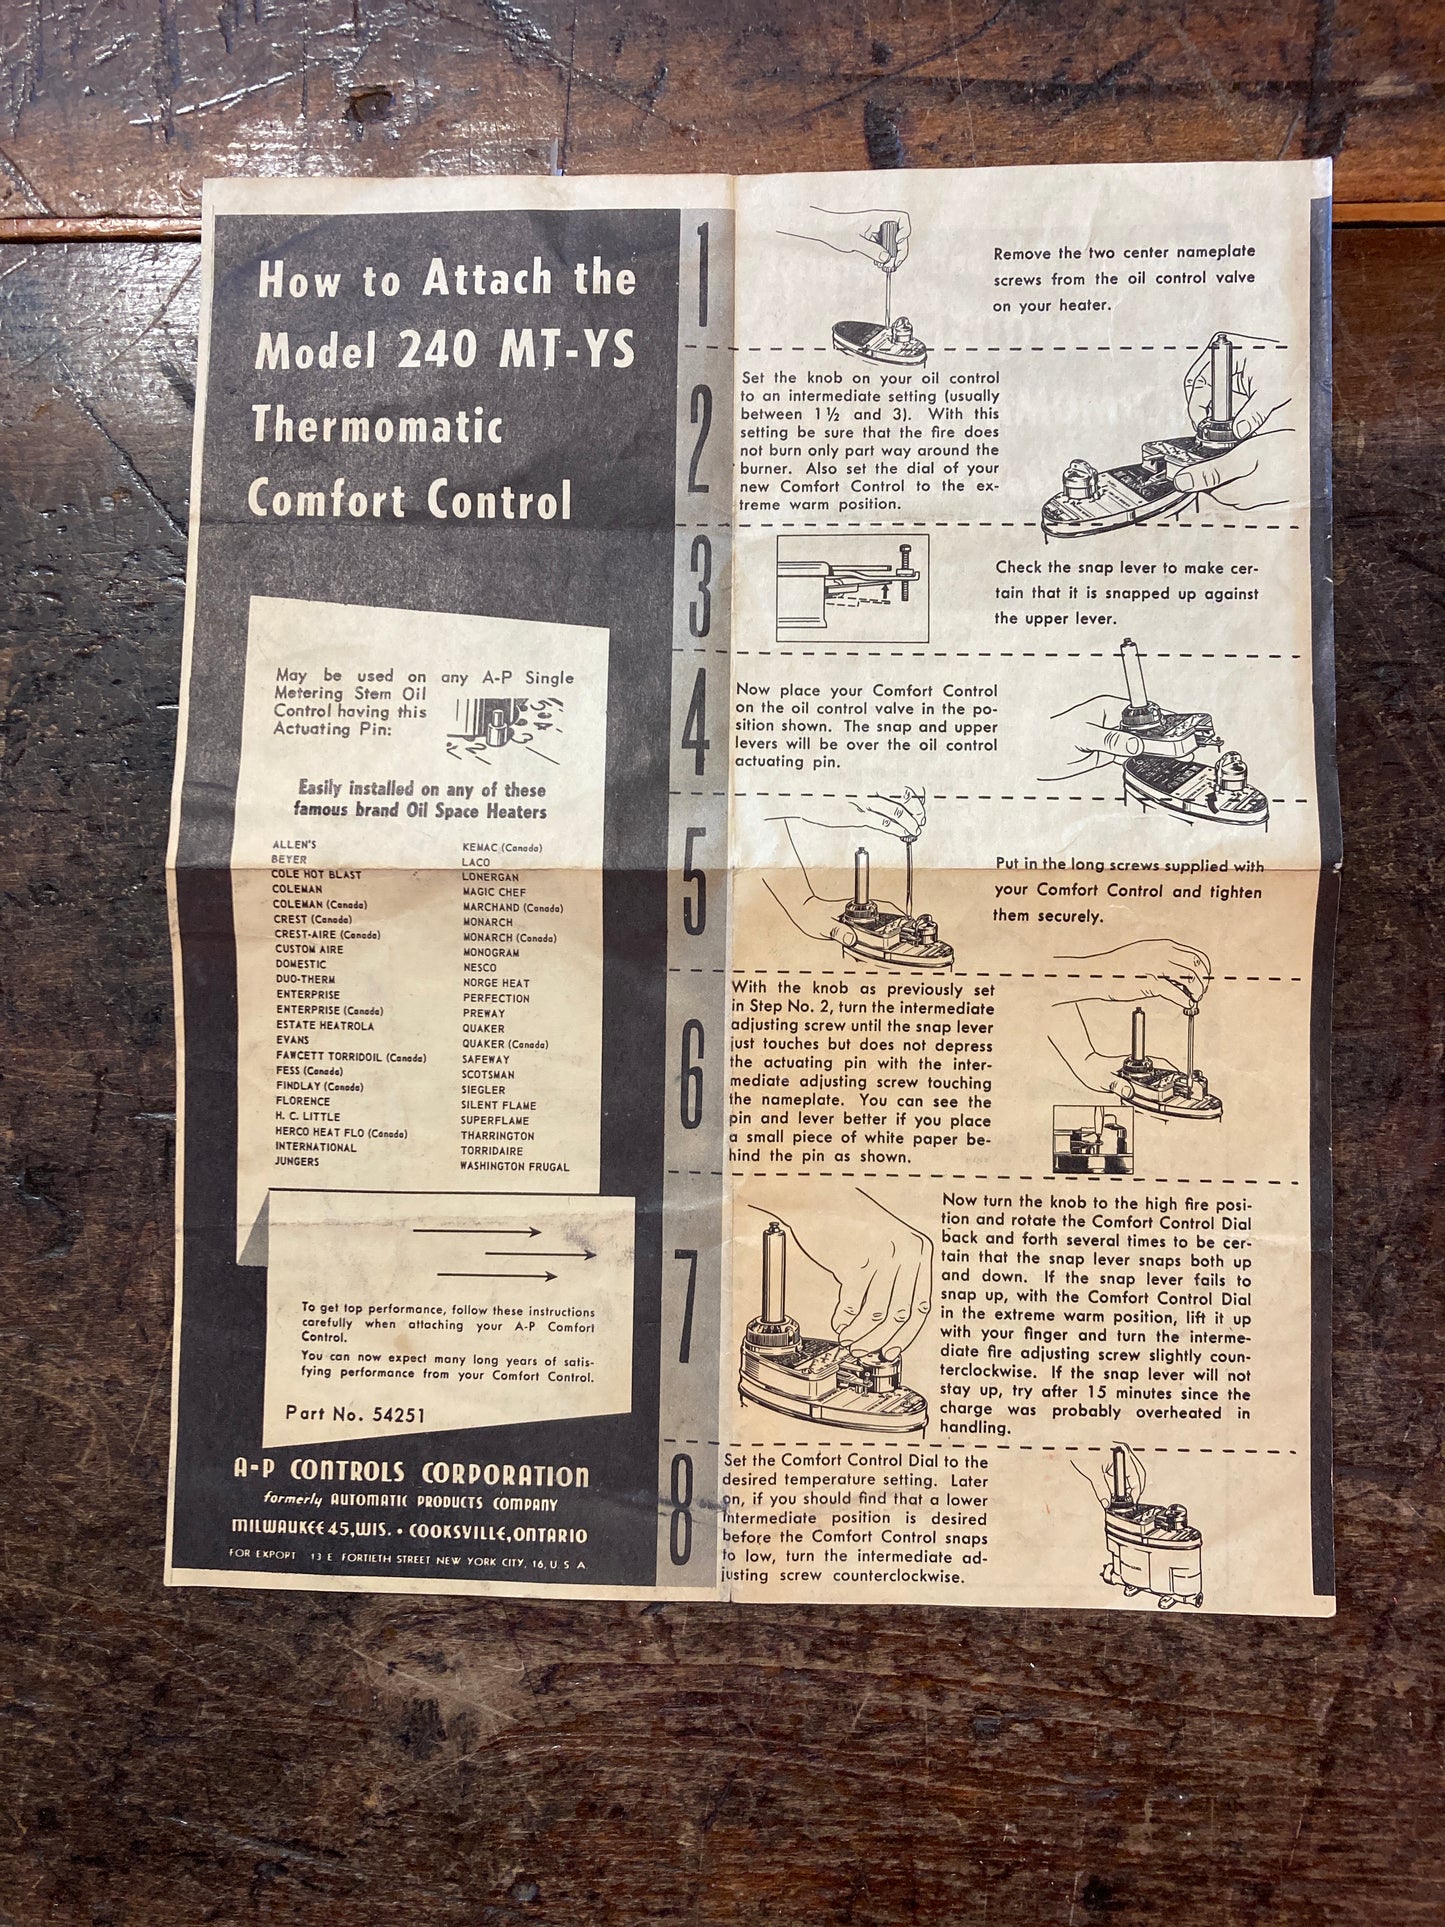 How to Attach the
Model 240 MT-YS
Thermomatic
Comfort Control
May be used on any A-P Single
Metering Stem Oil
Control having this
Actuating Pin:
Easily installed on any of these
famous brand Oil Space Heaters
ALLEN'S
BEYER
COLE HOT BLAST
COLEMAN
COLEMAN (Canada)
CREST (Canada)
CREST-AIRE (Canada)
CUSTOM AIRE
DOMESTIC
DUO-THERM
ENTERPRISE
ENTERPRISE (Canada)
ESTATE HEATROLA
EVANS
FAWCETT TORRIDOIL (Canada)
FESS (Canada)
FINDLAY (Canada)
FLORENCE
H. C. LITTLE
HERCO HEAT FLO (Canada)
INTERNATIONAL
JUNGERS
KEMAC (Canada)
LACO
LONERGAN
MAGIC CHEF
MARCHAND (Canada)
MONARCH
MONARCH (Canada)
MONOGRAM
NESCO
NORGE HEAT
PERFECTION
PREWAY
QUAKER
QUAKER (Canada)
SAFEWAY
SCOTSMAN
SIEGLER
SILENT FLAME
SUPERFLAME
THARRINGTON
TORRIDAIRE
WASHINGTON FRUGAL
To get top performance, follow these instructions
carefully when attaching your A-P Comfort
Control.
You can now expect many long years of satis-
fying performance from your Comfort Control.
Part No. 54251
A-P CONTROLS CORPORATION
formerly AUTOMATIC PRODUCTS COMPANY
MILWAUKEE 45, WIS. • COOKSVILLE, ONTARIO
FOR EXPORT 13 E FORTIETH STREET NEW YORK CITY, 16, U. S. A
1
Remove the two center nameplate
screws from the oil control valve
on your heater.
2
Set the knob on your oil control
to an intermediate setting (usually
between 1½ and 3). With this
setting be sure that the fire does
not burn only part way around the
burner. Also set the dial of your
new Comfort Control to the ex-
treme warm position.
3
Check the snap lever to make cer-
tain that it is snapped up against
the upper lever.
4
Now place your Comfort Control
on the oil control valve in the po-
sition shown. The snap and upper
levers will be over the oil control
actuating pin.
5
Put in the long screws supplied with
your Comfort Control and tighten
them securely.
6
With the knob as previously set
in Step No. 2, turn the intermediate
adjusting screw until the snap lever
just touches but does not depress
the actuating pin with the inter-
mediate adjusting screw touching
the nameplate. You can see the
pin and lever better if you place
a small piece of white paper be-
hind the pin as shown.
7
Now turn the knob to the high fire posi-
tion and rotate the Comfort Control Dial
back and forth several times to be cer-
tain that the snap lever snaps both up
and down. If the snap lever fails to
snap up, with the Comfort Control Dial
in the extreme warm position, lift it up
with your finger and turn the interme-
diate fire adjusting screw slightly coun-
terclockwise. If the snap lever will not
stay up, try after 15 minutes since the
charge was probably overheated in
handling.
8
Set the Comfort Control Dial to the
desired temperature setting. Later
on, if you should find that a lower
intermediate position is desired
before the Comfort Control snaps
to low, turn the intermediate ad-
justing screw counterclockwise.